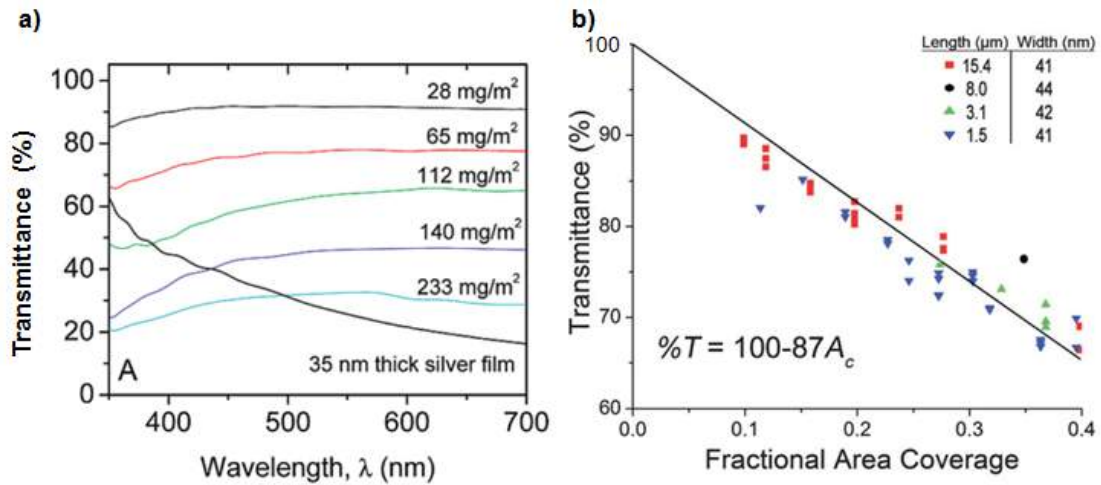 a)
Transmittance (%)
100
80
60
40
20
0
28 mg/m²
65 mg/m²
112 mg/m²
140 mg/m²
233 mg/m²
A
35 nm thick silver film
400
500
600
700
Wavelength, λ (nm)
b)
Transmittance (%)
100
90
80
70
60
Length (μm) Width (nm)
15.4 41
8.0 44
3.1 42
1.5 41
%T = 100-87A_c
0.0
0.1
0.2
0.3
0.4
Fractional Area Coverage